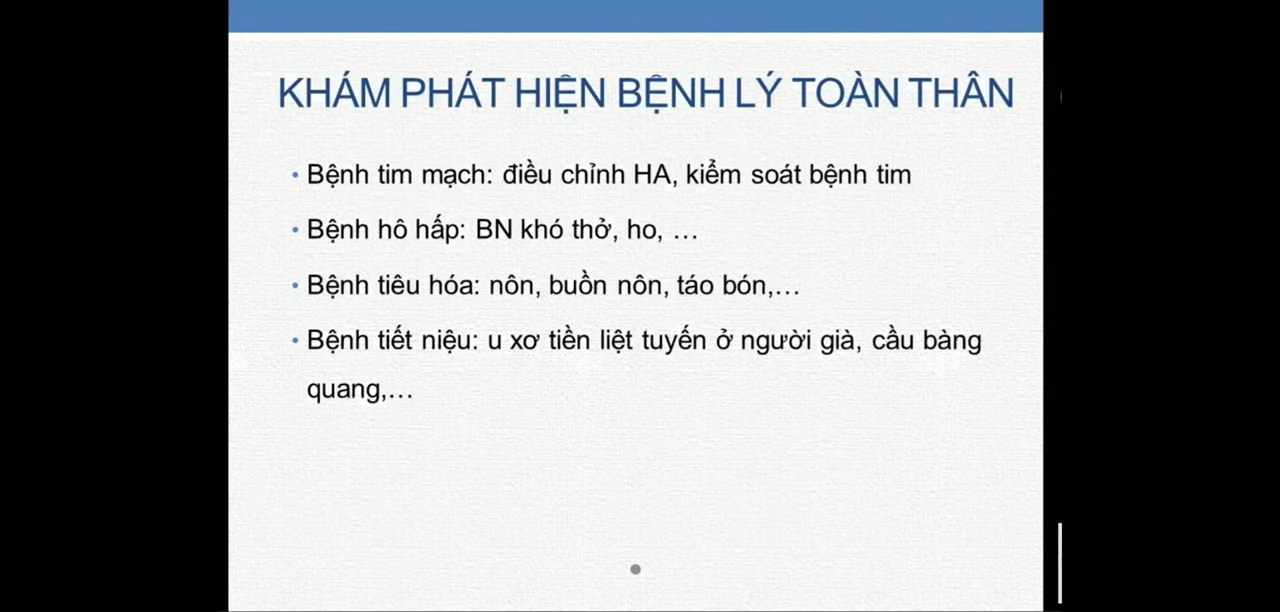 KHÁM PHÁT HIỆN BỆNH LÝ TOÀN THÂN
• Bệnh tim mạch: điều chỉnh HA, kiểm soát bệnh tim
• Bệnh hô hấp: BN khó thở, ho, …
• Bệnh tiêu hóa: nôn, buồn nôn, táo bón,…
• Bệnh tiết niệu: u xơ tiền liệt tuyến ở người già, cầu bàng
quang,…